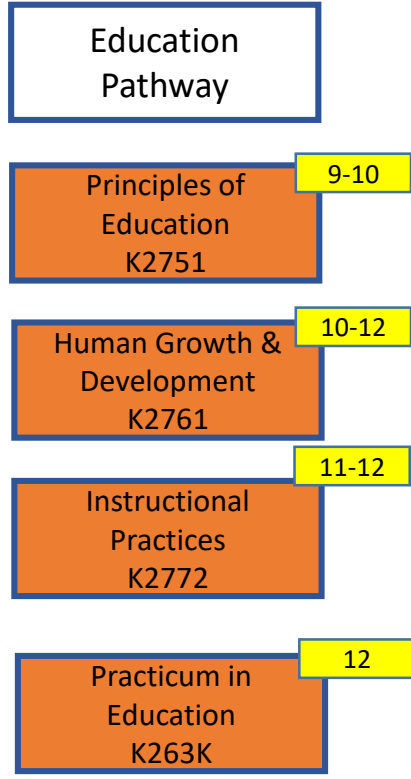 Education
Pathway
9-10
Principles of
Education
K2751
10-12
Human Growth &
Development
K2761
11-12
Instructional
Practices
K2772
12
Practicum in
Education
K263K